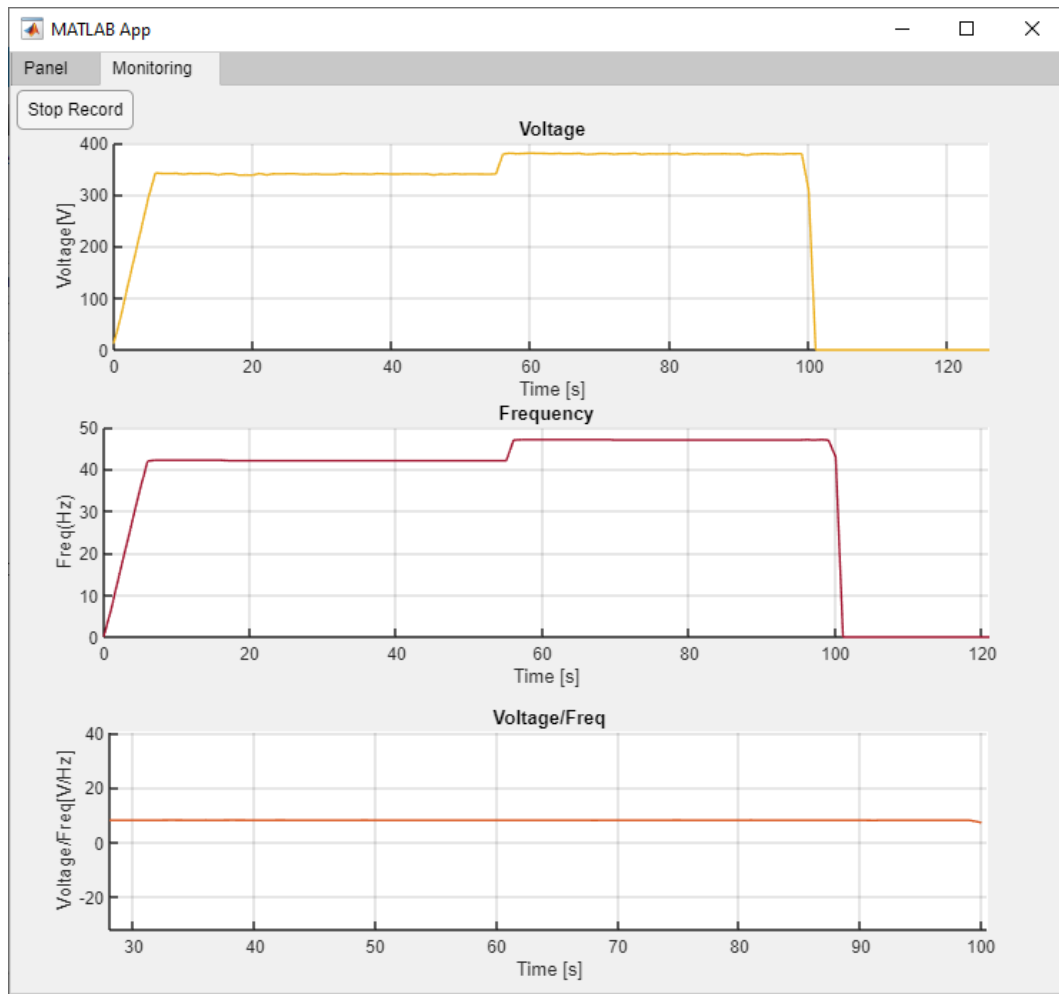 MATLAB App
Panel Monitoring
Stop Record
Voltage
400
300
200
100
0
Voltage[V]
0 20 40 60 80 100 120
Time [s]
Frequency
50
40
30
20
10
0
Freq(Hz)
0 20 40 60 80 100 120
Time [s]
Voltage/Freq
40
20
0
-20
Voltage/Freq[V/Hz]
30 40 50 60 70 80 90 100
Time [s]